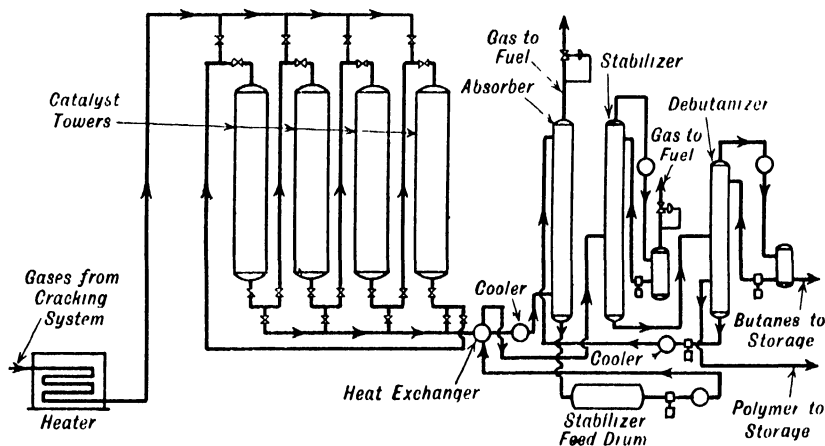 Gas to
Fuel
Absorber
Stabilizer
Debutanizer
Gas to
Fuel
Catalyst
Towers
Gases from
Cracking
System
Heater
Cooler
Heat Exchanger
Cooler
Butanes to
Storage
Stabilizer
Feed Drum
Polymer to
Storage